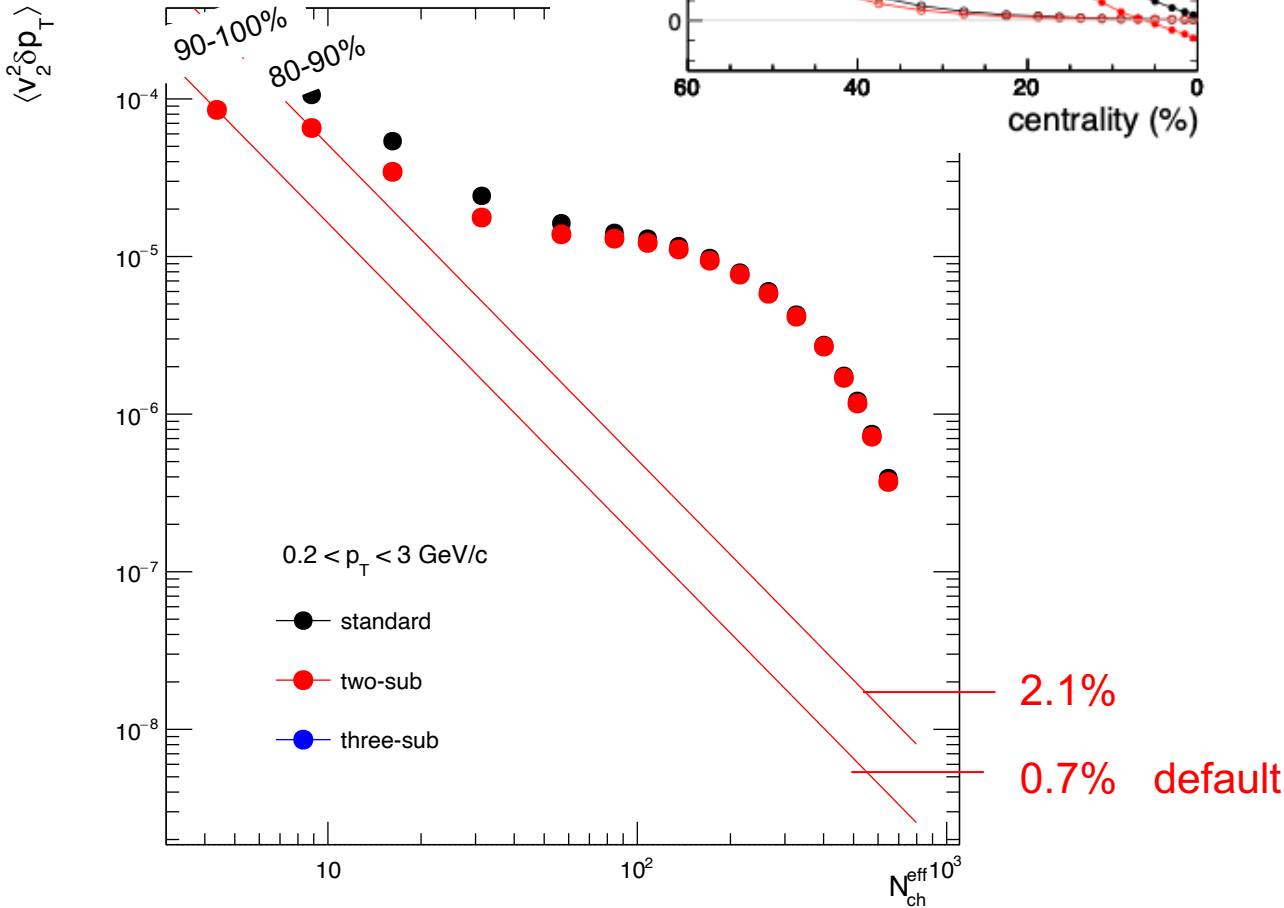 ⟨v₂²δp_T⟩
90-100%
80-90%
0
60 40 20 0
centrality (%)
10⁻⁴
10⁻⁵
10⁻⁶
10⁻⁷
10⁻⁸
0.2 < p_T < 3 GeV/c
standard
two-sub
three-sub
2.1%
0.7% default
10 10² 10³
N_ch^eff